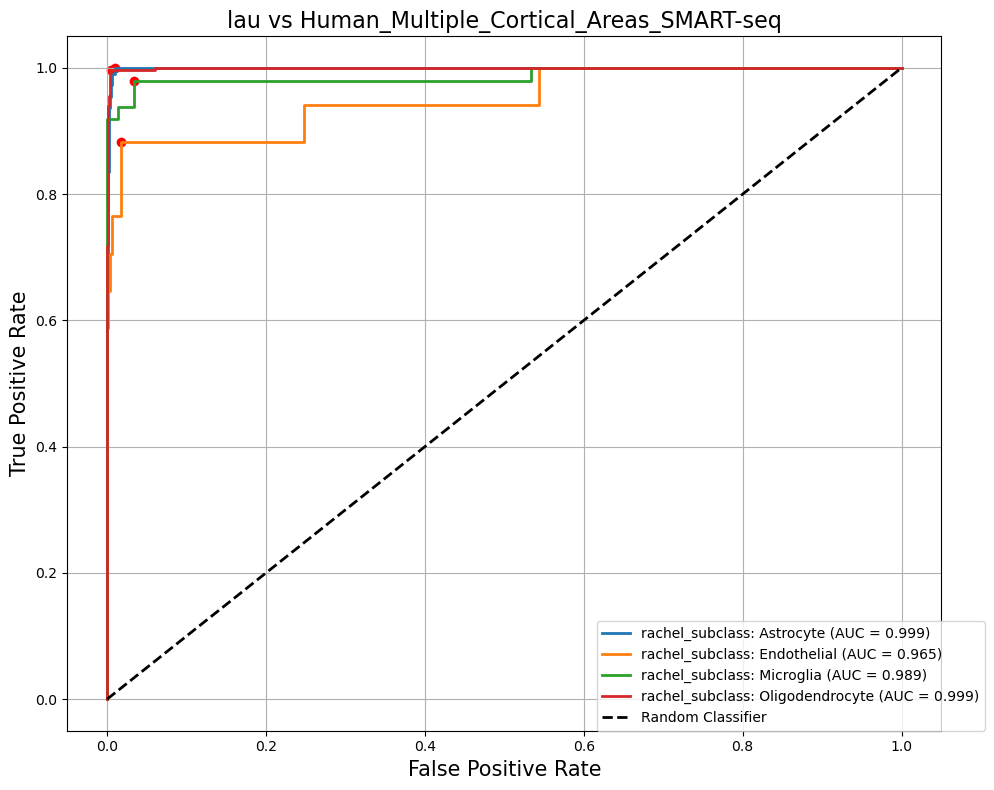 lau vs Human_Multiple_Cortical_Areas_SMART-seq
True Positive Rate
1.0
0.8
0.6
0.4
0.2
0.0
rachel_subclass: Astrocyte (AUC = 0.999)
rachel_subclass: Endothelial (AUC = 0.965)
rachel_subclass: Microglia (AUC = 0.989)
rachel_subclass: Oligodendrocyte (AUC = 0.999)
Random Classifier
0.0 0.2 0.4 0.6 0.8 1.0
False Positive Rate